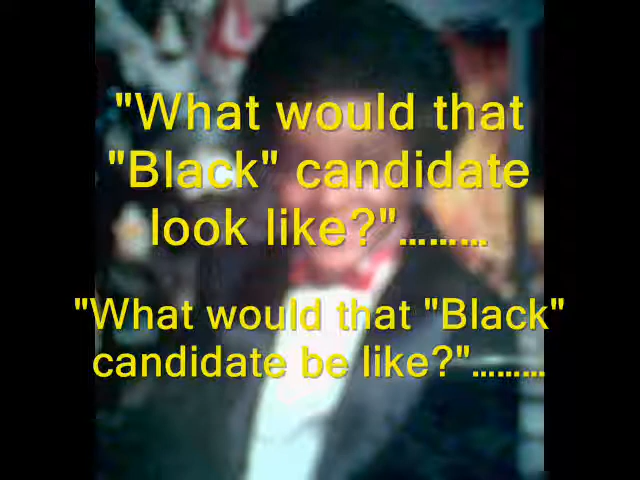 "What would that
"Black" candidate
look like?".........
"What would that "Black"
candidate be like?".........